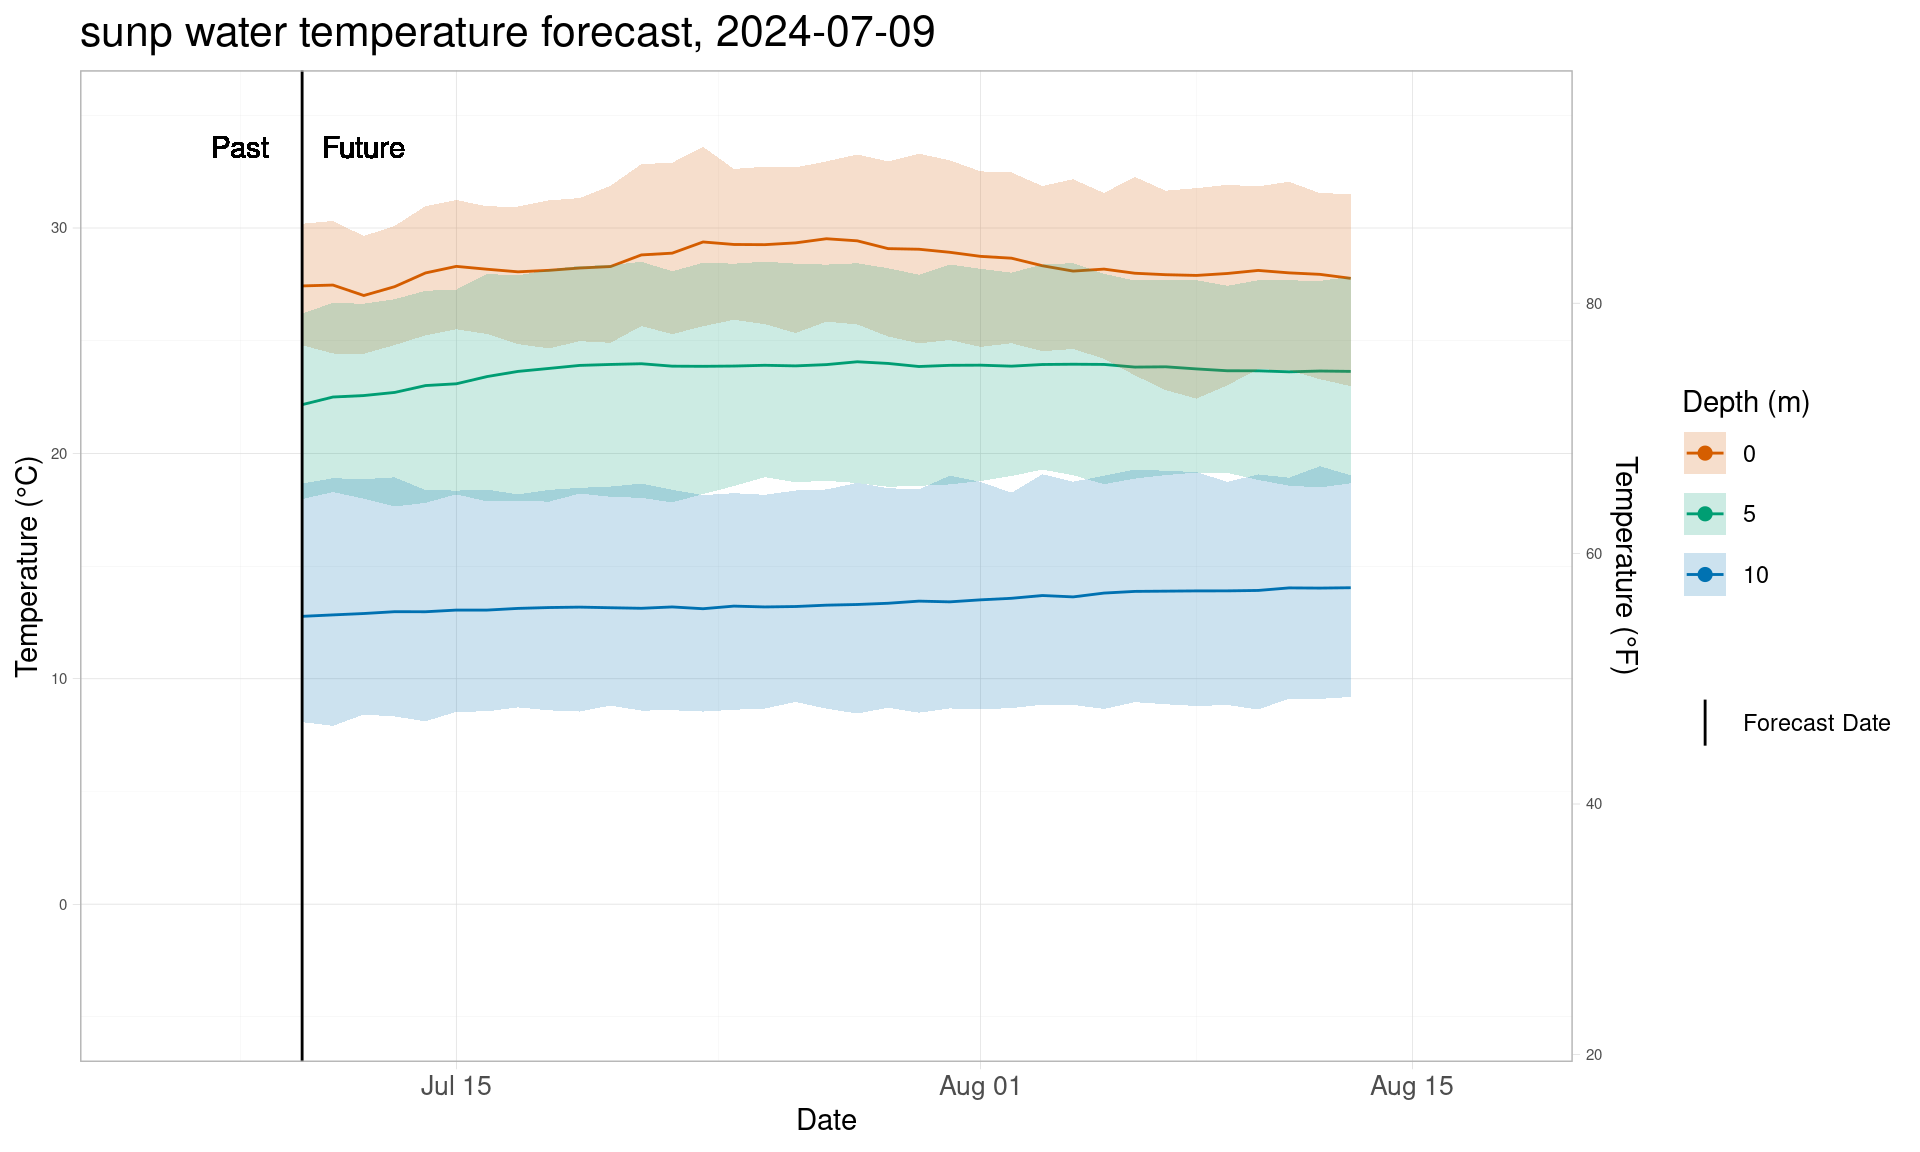 sunp water temperature forecast, 2024-07-09
Past
Future
30
20
10
0
Temperature (°C)
80
60
40
20
Temperature (°F)
Jul 15
Aug 01
Aug 15
Date
Depth (m)
0
5
10
Forecast Date